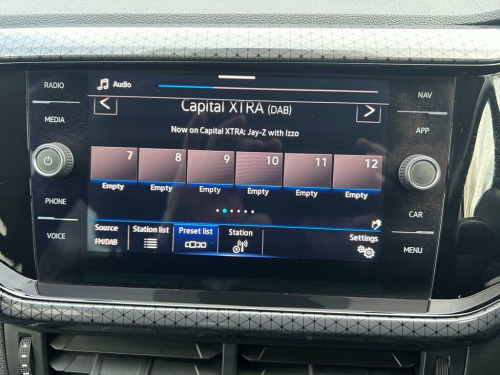 RADIO
MEDIA
PHONE
VOICE
NAV
APP
CAR
MENU
Audio
< Capital XTRA (DAB) >
Now on Capital XTRA: Jay-Z with Izzo
7 8 9 10 11 12
Empty Empty Empty Empty Empty Empty
Source Station list Preset list Station Settings
FM/DAB